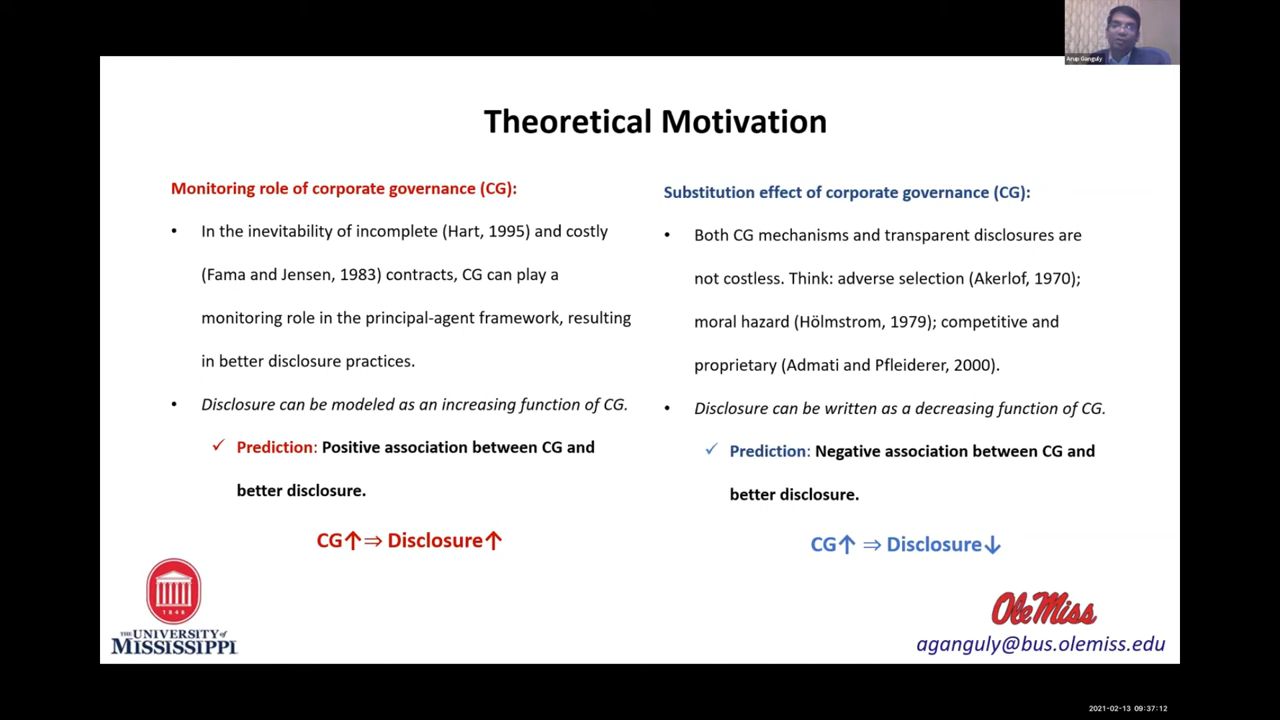 Arup Ganguly
Theoretical Motivation
Monitoring role of corporate governance (CG):
• In the inevitability of incomplete (Hart, 1995) and costly
(Fama and Jensen, 1983) contracts, CG can play a
monitoring role in the principal-agent framework, resulting
in better disclosure practices.
• Disclosure can be modeled as an increasing function of CG.
✓ Prediction: Positive association between CG and
better disclosure.
CG↑⇒ Disclosure↑
Substitution effect of corporate governance (CG):
• Both CG mechanisms and transparent disclosures are
not costless. Think: adverse selection (Akerlof, 1970);
moral hazard (Hölmstrom, 1979); competitive and
proprietary (Admati and Pfleiderer, 2000).
• Disclosure can be written as a decreasing function of CG.
✓ Prediction: Negative association between CG and
better disclosure.
CG↑ ⇒ Disclosure↓
1848
THE UNIVERSITY of
MISSISSIPPI
Ole Miss
aganguly@bus.olemiss.edu
2021-02-13 09:37:12